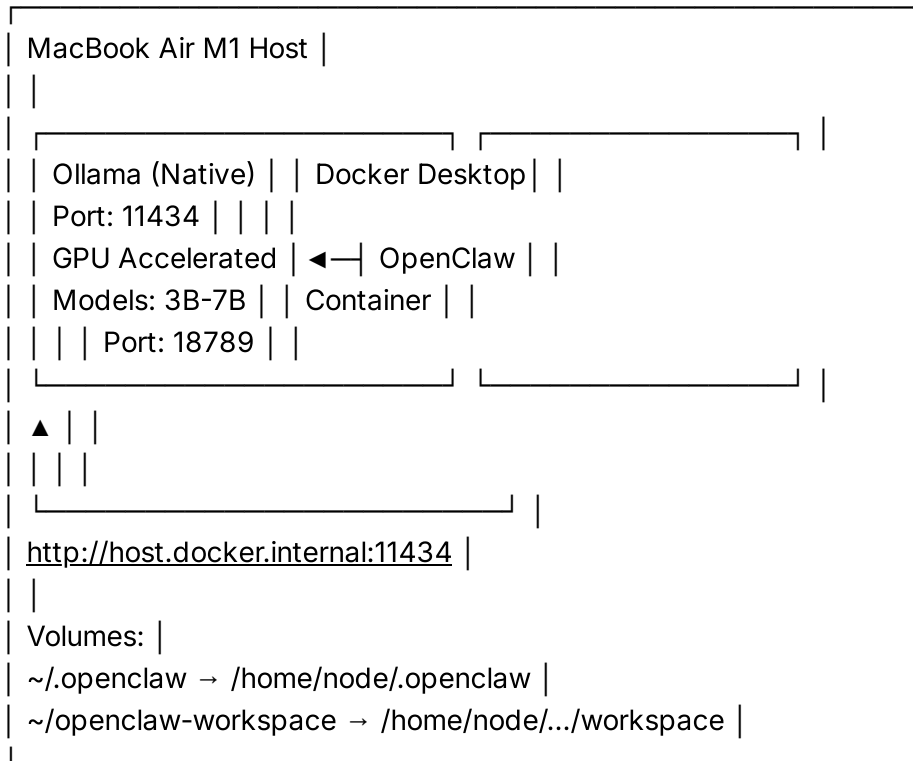 ┌──────────────────────────────────────
│ MacBook Air M1 Host │
│ │
│ ┌──────────────────┐ ┌──────────────┐ │
│ │ Ollama (Native) │ │ Docker Desktop│ │
│ │ Port: 11434 │ │ │ │
│ │ GPU Accelerated │◄─┤ OpenClaw │ │
│ │ Models: 3B-7B │ │ Container │ │
│ │ │ │ Port: 18789 │ │
│ └──────────────────┘ └──────────────┘ │
│ ▲ │ │
│ │ │ │
│ └────────────────────┘ │
│ http://host.docker.internal:11434 │
│ │
│ Volumes: │
│ ~/.openclaw → /home/node/.openclaw │
│ ~/openclaw-workspace → /home/node/.../workspace │